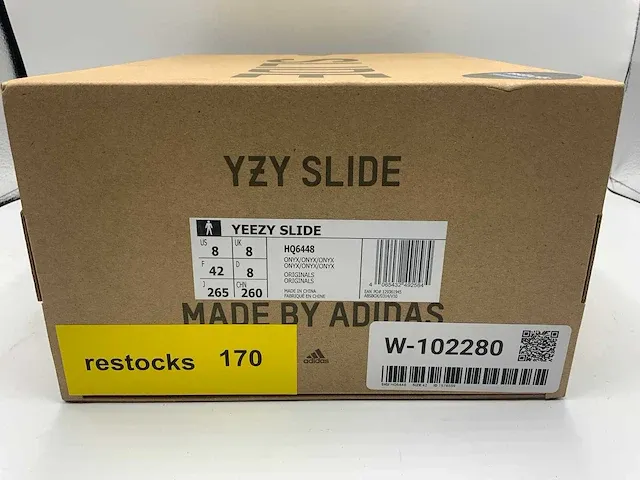 YZY SLIDE
YEEZY SLIDE
US 8 UK 8
F 42 D 8
J 265 CHN 260
HQ6448
ONYX/ONYX/ONYX
ONYX/ONYX/ONYX
ORIGINALS
ORIGINALS
MADE IN CHINA
FABRIQUÉ EN CHINE
MADE BY ADIDAS
restocks 170
adidas
W-102280